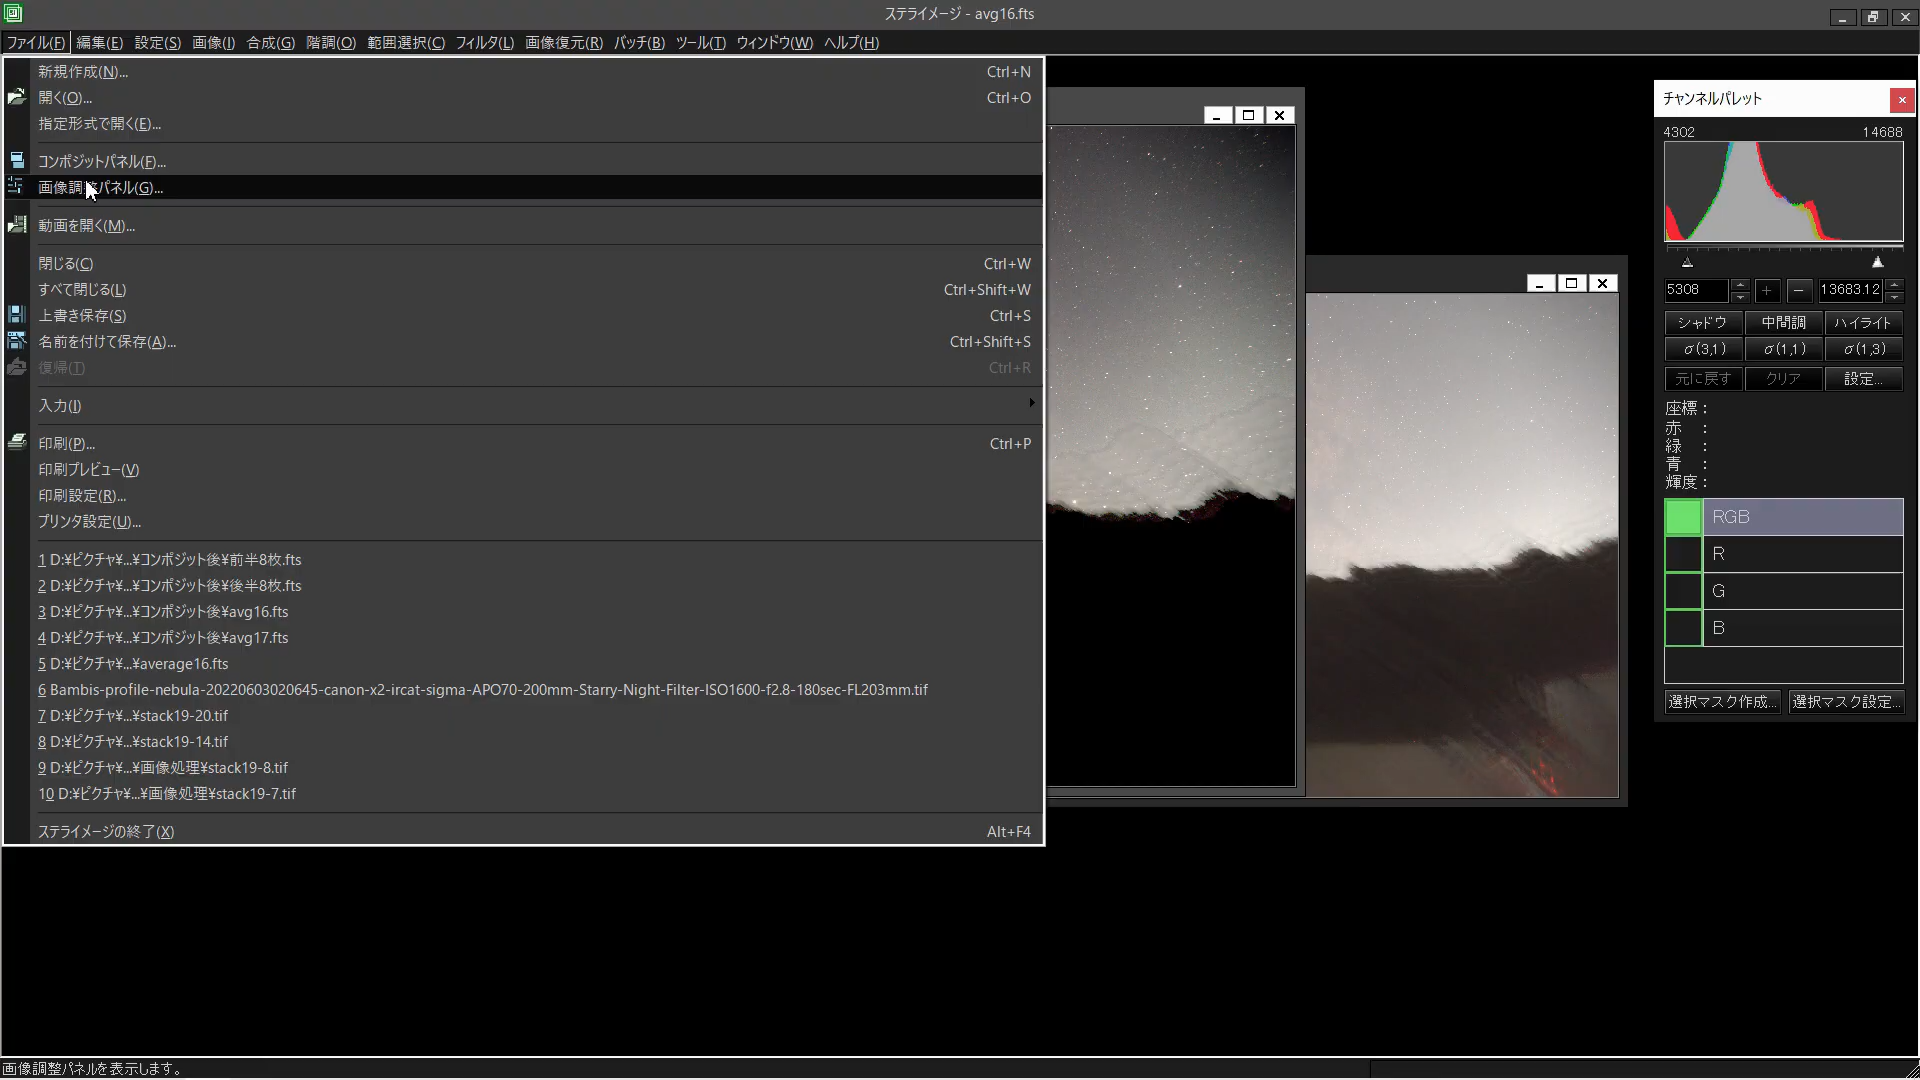 ステライメージ - avg16.fts
ファイル(F) 編集(E) 設定(S) 画像(I) 合成(G) 階調(O) 範囲選択(C) フィルタ(L) 画像復元(R) バッチ(B) ツール(T) ウィンドウ(W) ヘルプ(H)
新規作成(N)... Ctrl+N
開く(O)... Ctrl+O
指定形式で開く(E)...
コンポジットパネル(F)...
画像調整パネル(G)...
動画を開く(M)...
閉じる(C) Ctrl+W
すべて閉じる(L) Ctrl+Shift+W
上書き保存(S) Ctrl+S
名前を付けて保存(A)... Ctrl+Shift+S
復帰(T) Ctrl+R
入力(I)
印刷(P)... Ctrl+P
印刷プレビュー(V)
印刷設定(R)...
プリンタ設定(U)...
1 D:¥ピクチャ¥...¥コンポジット後¥前半8枚.fts
2 D:¥ピクチャ¥...¥コンポジット後¥後半8枚.fts
3 D:¥ピクチャ¥...¥コンポジット後¥avg16.fts
4 D:¥ピクチャ¥...¥コンポジット後¥avg17.fts
5 D:¥ピクチャ¥...¥average16.fts
6 Bambis-profile-nebula-20220603020645-canon-x2-ircat-sigma-APO70-200mm-Starry-Night-Filter-ISO1600-f2.8-180sec-FL203mm.tif
7 D:¥ピクチャ¥...¥stack19-20.tif
8 D:¥ピクチャ¥...¥stack19-14.tif
9 D:¥ピクチャ¥...¥画像処理¥stack19-8.tif
10 D:¥ピクチャ¥...¥画像処理¥stack19-7.tif
ステライメージの終了(X) Alt+F4
チャンネルパレット
4302 14688
5308 + - 13683.12
シャドウ 中間調 ハイライト
σ(3,1) σ(1,1) σ(1,3)
元に戻す クリア 設定...
座標：
赤　：
緑　：
青　：
輝度：
RGB
R
G
B
選択マスク作成... 選択マスク設定...
画像調整パネルを表示します。